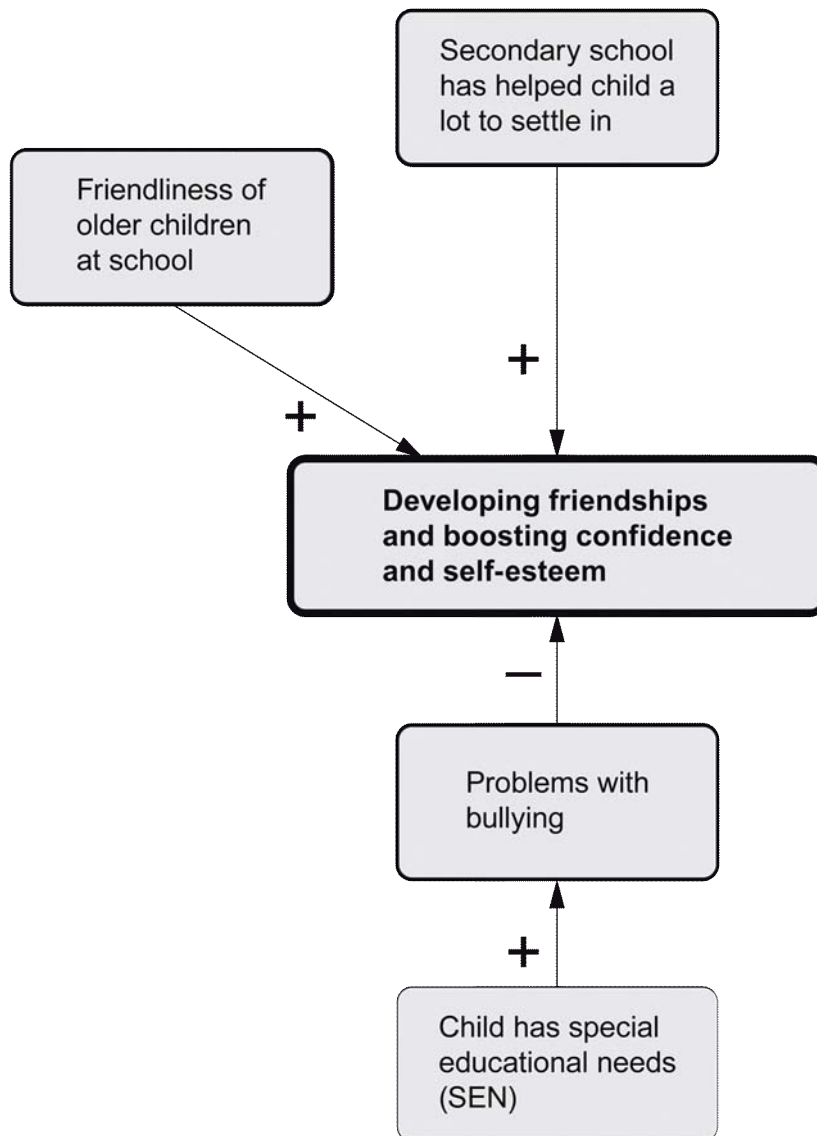 Secondary school
has helped child a
lot to settle in
Friendliness of
older children
at school
+
+
Developing friendships
and boosting confidence
and self-esteem
–
Problems with
bullying
+
Child has special
educational needs
(SEN)